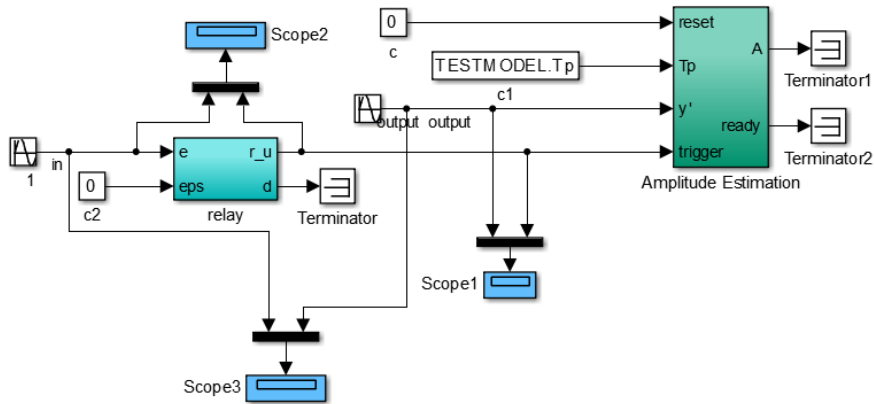 Scope2
0
c
reset
A
Terminator1
TESTMODEL.Tp
Tp
c1
output output
y'
ready
Terminator2
trigger
Amplitude Estimation
1
in
e
r_u
0
eps
d
c2
relay
Terminator
Scope1
Scope3